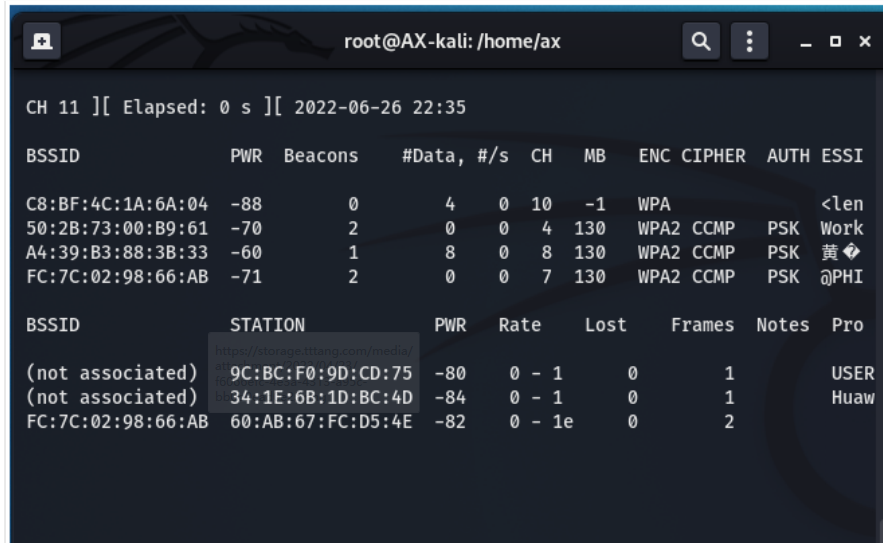 root@AX-kali: /home/ax
CH 11 ][ Elapsed: 0 s ][ 2022-06-26 22:35
BSSID PWR Beacons #Data, #/s CH MB ENC CIPHER AUTH ESSI
C8:BF:4C:1A:6A:04 -88 0 4 0 10 -1 WPA <len
50:2B:73:00:B9:61 -70 2 0 0 4 130 WPA2 CCMP PSK Work
A4:39:B3:88:3B:33 -60 1 8 0 8 130 WPA2 CCMP PSK 黄�
FC:7C:02:98:66:AB -71 2 0 0 7 130 WPA2 CCMP PSK @PHI
BSSID STATION PWR Rate Lost Frames Notes Pro
https://storage.tttang.com/media/
(not associated) 9C:BC:F0:9D:CD:75 -80 0 - 1 0 1 USER
(not associated) 34:1E:6B:1D:BC:4D -84 0 - 1 0 1 Huaw
FC:7C:02:98:66:AB 60:AB:67:FC:D5:4E -82 0 - 1e 0 2